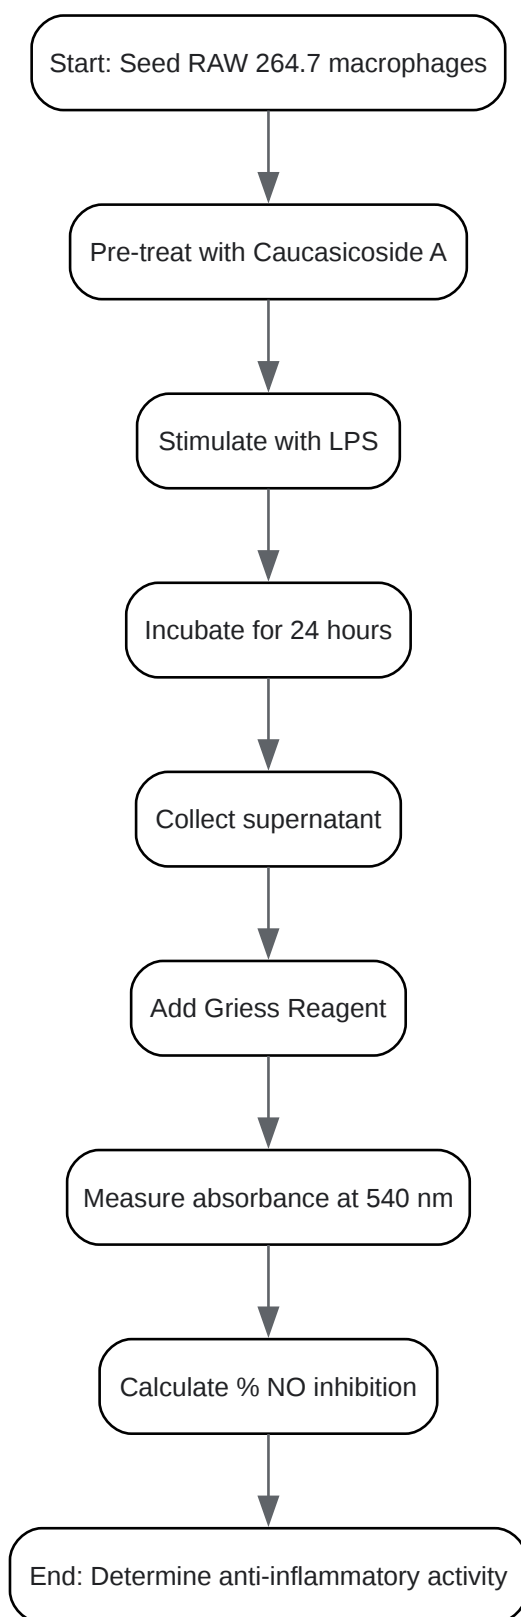 Start: Seed RAW 264.7 macrophages
Pre-treat with Caucasicoside A
Stimulate with LPS
Incubate for 24 hours
Collect supernatant
Add Griess Reagent
Measure absorbance at 540 nm
Calculate % NO inhibition
End: Determine anti-inflammatory activity